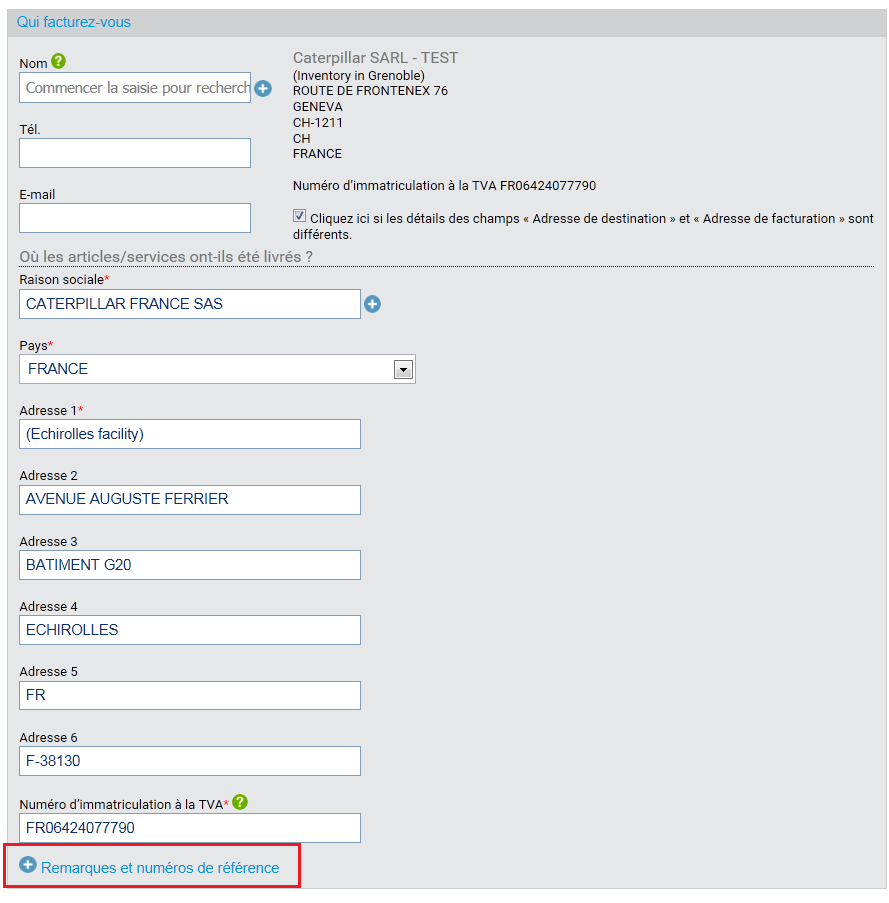 Qui facturez-vous
Nom ?
Commencer la saisie pour recherch
Tél.
E-mail
Caterpillar SARL - TEST
(Inventory in Grenoble)
ROUTE DE FRONTENEX 76
GENEVA
CH-1211
CH
FRANCE
Numéro d’immatriculation à la TVA FR06424077790
Cliquez ici si les détails des champs « Adresse de destination » et « Adresse de facturation » sont
différents.
Où les articles/services ont-ils été livrés ?
Raison sociale*
CATERPILLAR FRANCE SAS
Pays*
FRANCE
Adresse 1*
(Echirolles facility)
Adresse 2
AVENUE AUGUSTE FERRIER
Adresse 3
BATIMENT G20
Adresse 4
ECHIROLLES
Adresse 5
FR
Adresse 6
F-38130
Numéro d’immatriculation à la TVA* ?
FR06424077790
Remarques et numéros de référence